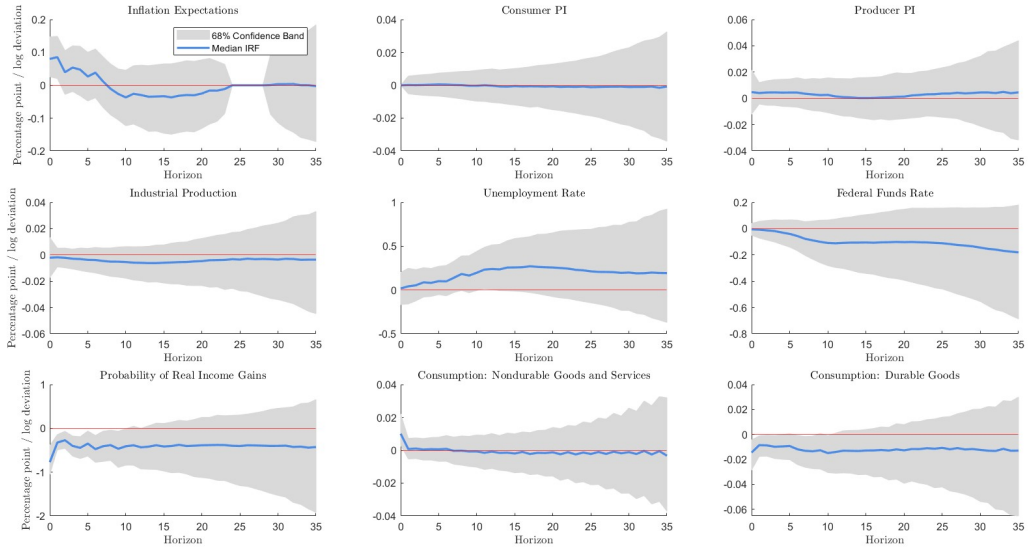 Inflation Expectations
Percentage point / log deviation
0.2
0.1
0
-0.1
-0.2
68% Confidence Band
Median IRF
0 5 10 15 20 25 30 35
Horizon
Consumer PI
0.04
0.02
0
-0.02
-0.04
0 5 10 15 20 25 30 35
Horizon
Producer PI
0.06
0.04
0.02
0
-0.02
-0.04
0 5 10 15 20 25 30 35
Horizon
Industrial Production
Percentage point / log deviation
0.04
0.02
0
-0.02
-0.04
-0.06
0 5 10 15 20 25 30 35
Horizon
Unemployment Rate
1
0.5
0
-0.5
0 5 10 15 20 25 30 35
Horizon
Federal Funds Rate
0.2
0
-0.2
-0.4
-0.6
-0.8
0 5 10 15 20 25 30 35
Horizon
Probability of Real Income Gains
Percentage point / log deviation
1
0
-1
-2
0 5 10 15 20 25 30 35
Horizon
Consumption: Nondurable Goods and Services
0.04
0.02
0
-0.02
-0.04
0 5 10 15 20 25 30 35
Horizon
Consumption: Durable Goods
0.04
0.02
0
-0.02
-0.04
-0.06
0 5 10 15 20 25 30 35
Horizon